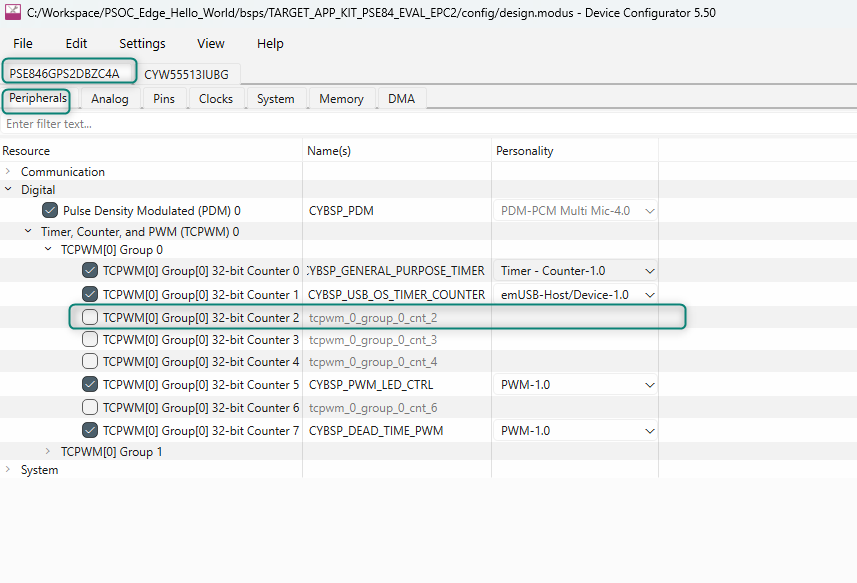 C:/Workspace/PSOC_Edge_Hello_World/bsps/TARGET_APP_KIT_PSE84_EVAL_EPC2/config/design.modus - Device Configurator 5.50
File Edit Settings View Help
PSE846GPS2DBZC4A CYW55513IUBG
Peripherals Analog Pins Clocks System Memory DMA
Enter filter text...
Resource Name(s) Personality
Communication
Digital
Pulse Density Modulated (PDM) 0 CYBSP_PDM PDM-PCM Multi Mic-4.0
Timer, Counter, and PWM (TCPWM) 0
TCPWM[0] Group 0
TCPWM[0] Group[0] 32-bit Counter 0 CYBSP_GENERAL_PURPOSE_TIMER Timer - Counter-1.0
TCPWM[0] Group[0] 32-bit Counter 1 CYBSP_USB_OS_TIMER_COUNTER emUSB-Host/Device-1.0
TCPWM[0] Group[0] 32-bit Counter 2 tcpwm_0_group_0_cnt_2
TCPWM[0] Group[0] 32-bit Counter 3 tcpwm_0_group_0_cnt_3
TCPWM[0] Group[0] 32-bit Counter 4 tcpwm_0_group_0_cnt_4
TCPWM[0] Group[0] 32-bit Counter 5 CYBSP_PWM_LED_CTRL PWM-1.0
TCPWM[0] Group[0] 32-bit Counter 6 tcpwm_0_group_0_cnt_6
TCPWM[0] Group[0] 32-bit Counter 7 CYBSP_DEAD_TIME_PWM PWM-1.0
TCPWM[0] Group 1
System